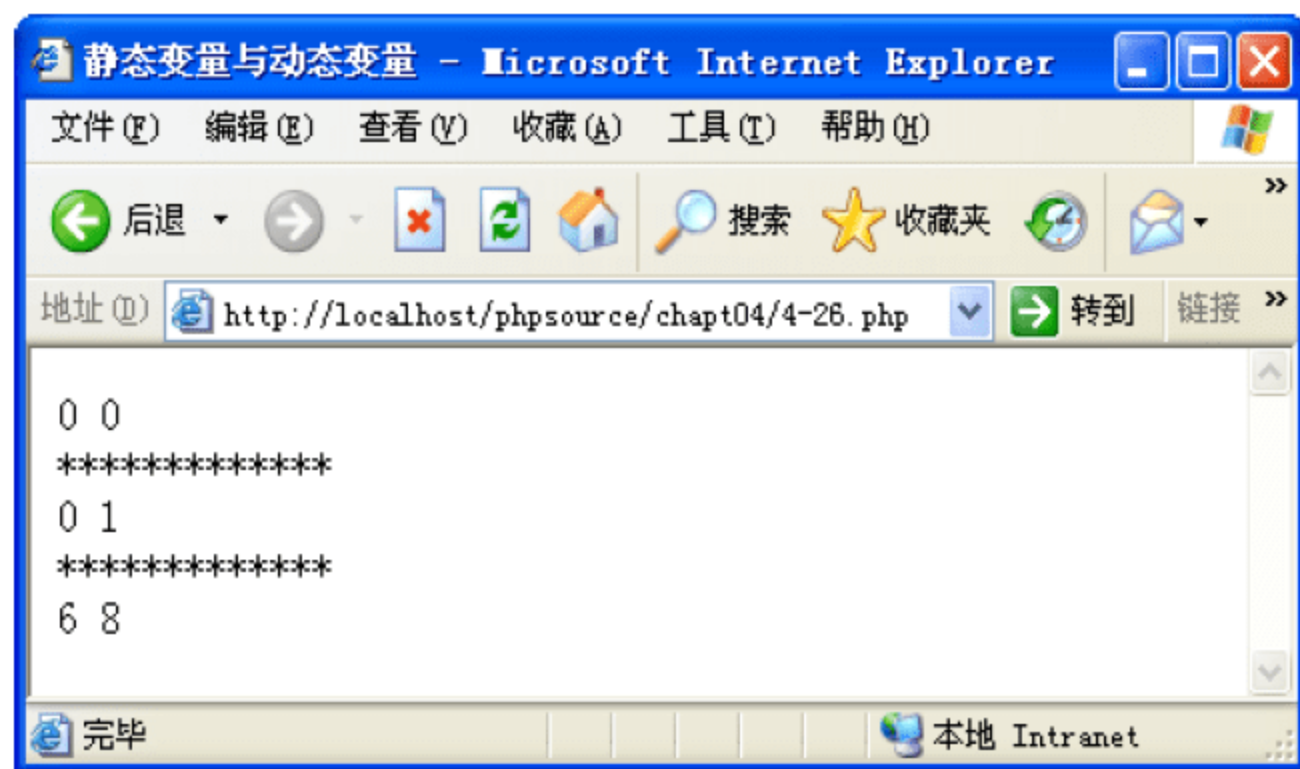 静态变量与动态变量 - Microsoft Internet Explorer
文件(F) 编辑(E) 查看(V) 收藏(A) 工具(T) 帮助(H)
后退 搜索 收藏夹 »
地址(D) http://localhost/phpsource/chapt04/4-26.php 转到 链接 »
0 0
*************
0 1
*************
6 8
完毕 本地 Intranet